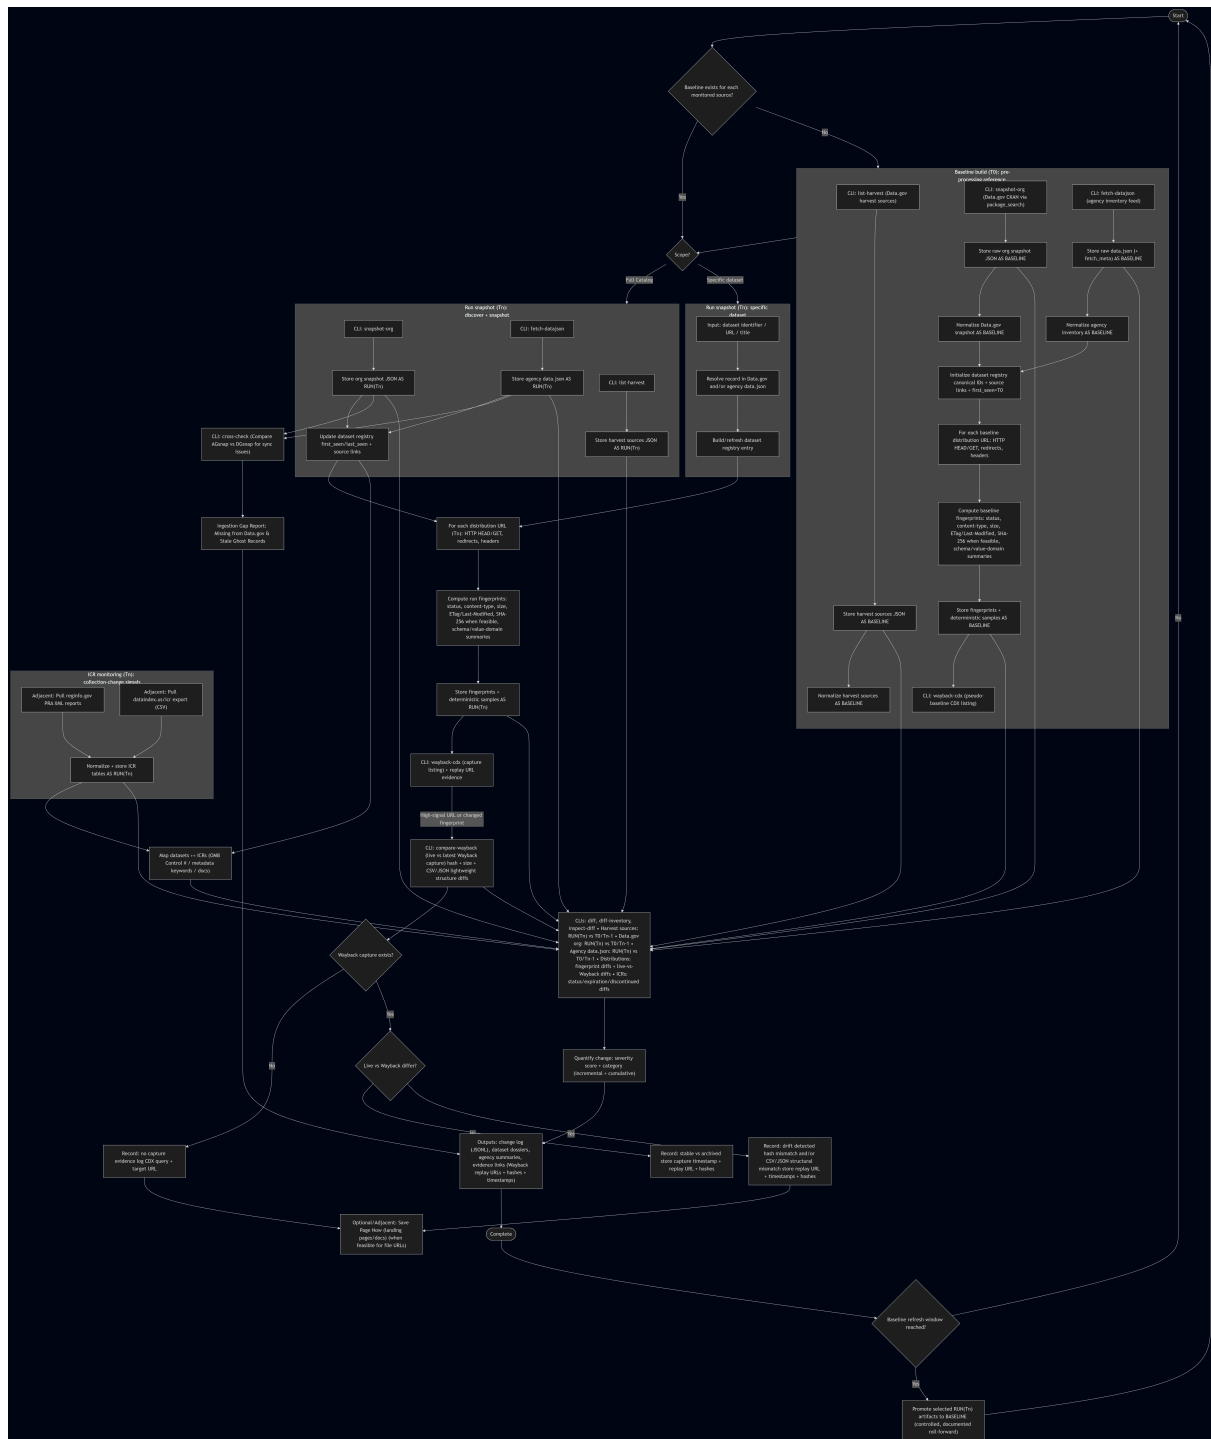 Start
Baseline exists for each
monitored source?
No
Yes
Baseline build (T0): pre-
processing reference
CLI: list-harvest (Data.gov
harvest sources)
CLI: snapshot-org
(Data.gov CKAN via
package_search)
CLI: fetch-datajson
(agency inventory feed)
Scope?
Store raw org snapshot
JSON AS BASELINE
Store raw data.json (+
fetch_meta) AS BASELINE
Full Catalog
Specific dataset
Run snapshot (Tn):
discover + snapshot
Run snapshot (Tn): specific
dataset
CLI: snapshot-org
CLI: fetch-datajson
Input: dataset identifier /
URL / title
Normalize Data.gov
snapshot AS BASELINE
Normalize agency
inventory AS BASELINE
Store org snapshot JSON AS
RUN(Tn)
Store agency data.json AS
RUN(Tn)
CLI: list-harvest
Resolve record in Data.gov
and/or agency data.json
Initialize dataset registry
canonical IDs + source
links + first_seen=T0
CLI: cross-check (Compare
AGsnap vs DGsnap for sync
issues)
Update dataset registry
first_seen/last_seen +
source links
Store harvest sources JSON
AS RUN(Tn)
Build/refresh dataset
registry entry
For each baseline
distribution URL: HTTP
HEAD/GET, redirects,
headers
Ingestion Gap Report:
Missing from Data.gov &
Stale Ghost Records
For each distribution URL
(Tn): HTTP HEAD/GET,
redirects, headers
Compute baseline
fingerprints: status,
content-type, size,
ETag/Last-Modified, SHA-
256 when feasible,
schema/value-domain
summaries
Compute run fingerprints:
status, content-type, size,
ETag/Last-Modified, SHA-
256 when feasible,
schema/value-domain
summaries
Store harvest sources JSON
AS BASELINE
Store fingerprints +
deterministic samples AS
BASELINE
No
ICR monitoring (Tn):
collection-change signals
Adjacent: Pull reginfo.gov
PRA XML reports
Adjacent: Pull
dataindex.us/icr export
(CSV)
Store fingerprints +
deterministic samples AS
RUN(Tn)
Normalize harvest sources
AS BASELINE
CLI: wayback-cdx (pseudo-
baseline CDX listing)
Normalize + store ICR
tables AS RUN(Tn)
CLI: wayback-cdx (capture
listing) + replay URL
evidence
High-signal URL or changed
fingerprint
Map datasets ↔ ICRs (OMB
Control # / metadata
keywords / docs)
CLI: compare-wayback
(live vs latest Wayback
capture) hash + size +
CSV/JSON lightweight
structure diffs
Wayback capture exists?
CLIs: diff, diff-inventory,
inspect-diff • Harvest sources:
RUN(Tn) vs T0/Tn-1 • Data.gov
org: RUN(Tn) vs T0/Tn-1 •
Agency data.json: RUN(Tn) vs
T0/Tn-1 • Distributions:
fingerprint diffs + live-vs-
Wayback diffs • ICRs:
status/expiration/discontinued
diffs
Yes
No
Live vs Wayback differ?
Quantify change: severity
score + category
(incremental + cumulative)
Yes
Record: no capture
evidence log CDX query +
target URL
Outputs: change log
(JSONL), dataset dossiers,
agency summaries,
evidence links (Wayback
replay URLs + hashes +
timestamps)
Record: stable vs archived
store capture timestamp +
replay URL + hashes
Record: drift detected
hash mismatch and/or
CSV/JSON structural
mismatch store replay URL
+ timestamps + hashes
Optional/Adjacent: Save
Page Now (landing
pages/docs) (when
feasible for file URLs)
Complete
Baseline refresh window
reached?
Yes
Promote selected RUN(Tn)
artifacts to BASELINE
(controlled, documented
roll-forward)